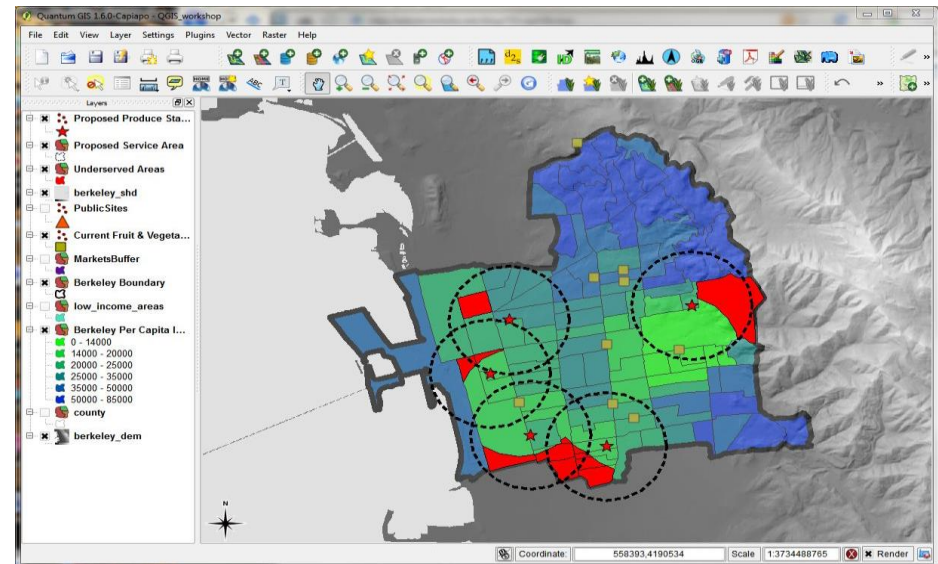 Quantum GIS 1.6.0-Capiapo - QGIS_workshop
File Edit View Layer Settings Plugins Vector Raster Help
Layers
Proposed Produce Sta...
Proposed Service Area
Underserved Areas
berkeley_shd
PublicSites
Current Fruit & Vegeta...
MarketsBuffer
Berkeley Boundary
low_income_areas
Berkeley Per Capita I...
0 - 14000
14000 - 20000
20000 - 25000
25000 - 35000
35000 - 50000
50000 - 85000
county
berkeley_dem
N
Coordinate: 558393,4190534 Scale 1:3734488765 Render